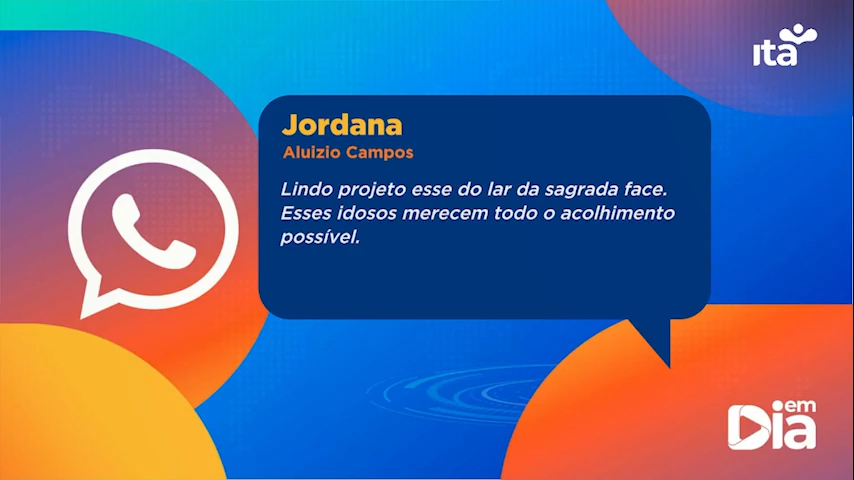 ita
Jordana
Aluizio Campos
Lindo projeto esse do lar da sagrada face.
Esses idosos merecem todo o acolhimento
possível.
em
Dia